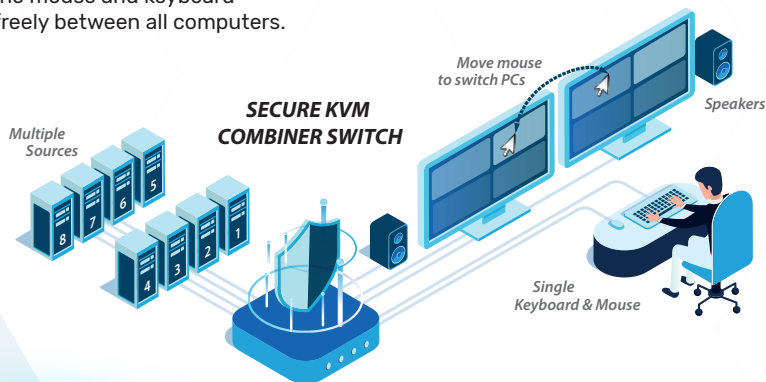 mouse and keyboard
freely between all computers.
Move mouse
to switch PCs
SECURE KVM
COMBINER SWITCH
Speakers
Multiple
Sources
5
6
7
8
1
2
3
4
Single
Keyboard & Mouse